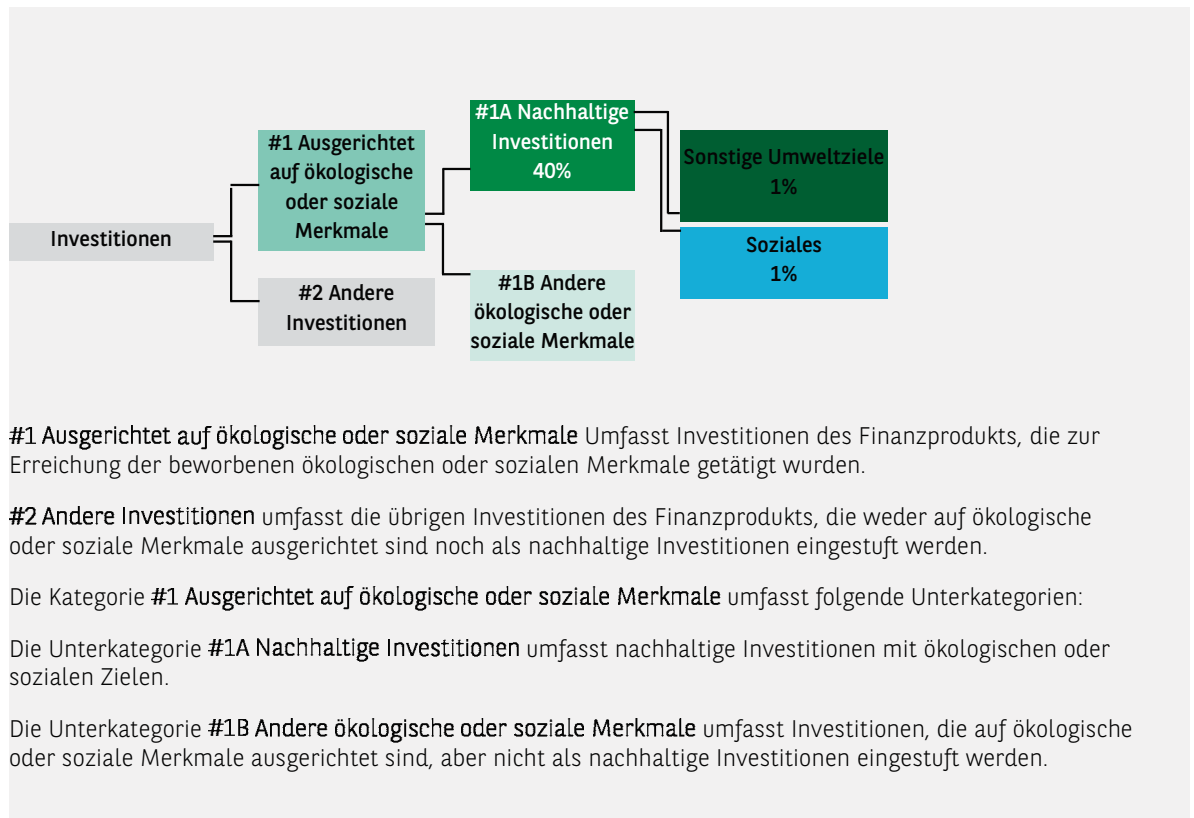 #1A Nachhaltige
Investitionen
40%
#1 Ausgerichtet
auf ökologische
oder soziale
Merkmale
Sonstige Umweltziele
1%
Investitionen
Soziales
1%
#2 Andere
Investitionen
#1B Andere
ökologische oder
soziale Merkmale
#1 Ausgerichtet auf ökologische oder soziale Merkmale Umfasst Investitionen des Finanzprodukts, die zur
Erreichung der beworbenen ökologischen oder sozialen Merkmale getätigt wurden.
#2 Andere Investitionen umfasst die übrigen Investitionen des Finanzprodukts, die weder auf ökologische
oder soziale Merkmale ausgerichtet sind noch als nachhaltige Investitionen eingestuft werden.
Die Kategorie #1 Ausgerichtet auf ökologische oder soziale Merkmale umfasst folgende Unterkategorien:
Die Unterkategorie #1A Nachhaltige Investitionen umfasst nachhaltige Investitionen mit ökologischen oder
sozialen Zielen.
Die Unterkategorie #1B Andere ökologische oder soziale Merkmale umfasst Investitionen, die auf ökologische
oder soziale Merkmale ausgerichtet sind, aber nicht als nachhaltige Investitionen eingestuft werden.